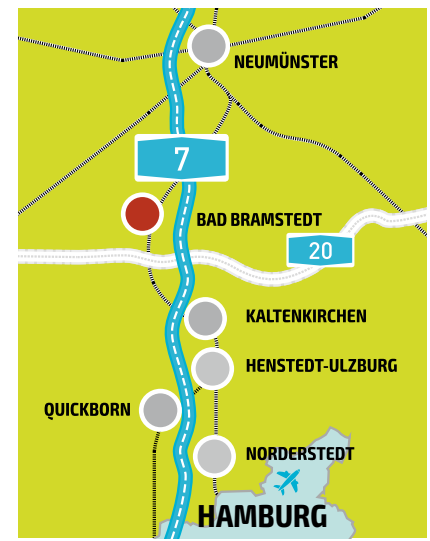 NEUMÜNSTER
7
BAD BRAMSTEDT
20
KALTENKIRCHEN
HENSTEDT-ULZBURG
QUICKBORN
NORDERSTEDT
HAMBURG